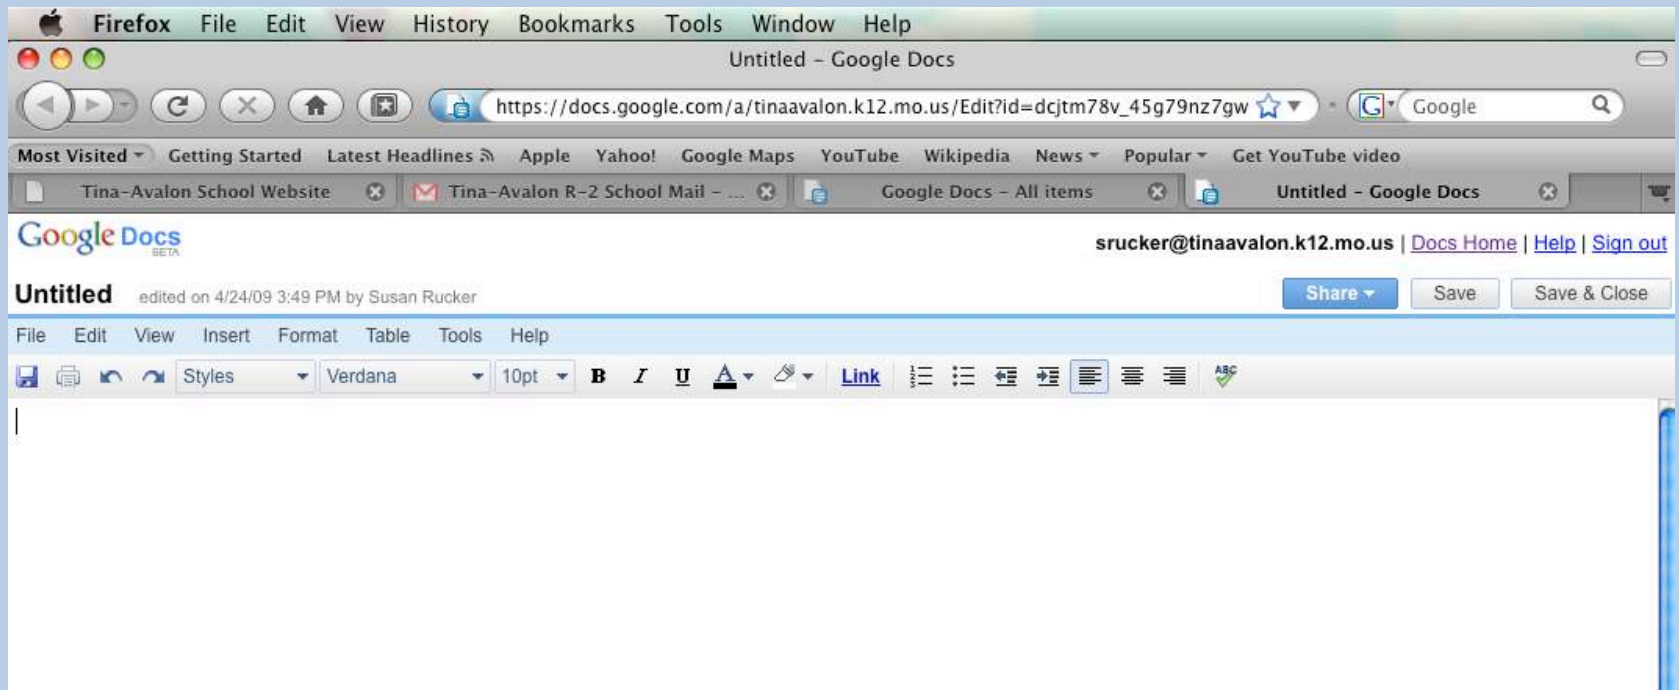 Firefox File Edit View History Bookmarks Tools Window Help
Untitled – Google Docs
https://docs.google.com/a/tinaavalon.k12.mo.us/Edit?id=dcjtm78v_45g79nz7gw G Google
Most Visited Getting Started Latest Headlines Apple Yahoo! Google Maps YouTube Wikipedia News Popular Get YouTube video
Tina-Avalon School Website Tina-Avalon R-2 School Mail – ... Google Docs – All items Untitled – Google Docs
Google Docs BETA
srucker@tinaavalon.k12.mo.us | Docs Home | Help | Sign out
Untitled edited on 4/24/09 3:49 PM by Susan Rucker Share Save Save & Close
File Edit View Insert Format Table Tools Help
Styles Verdana 10pt B I U A Link ABC